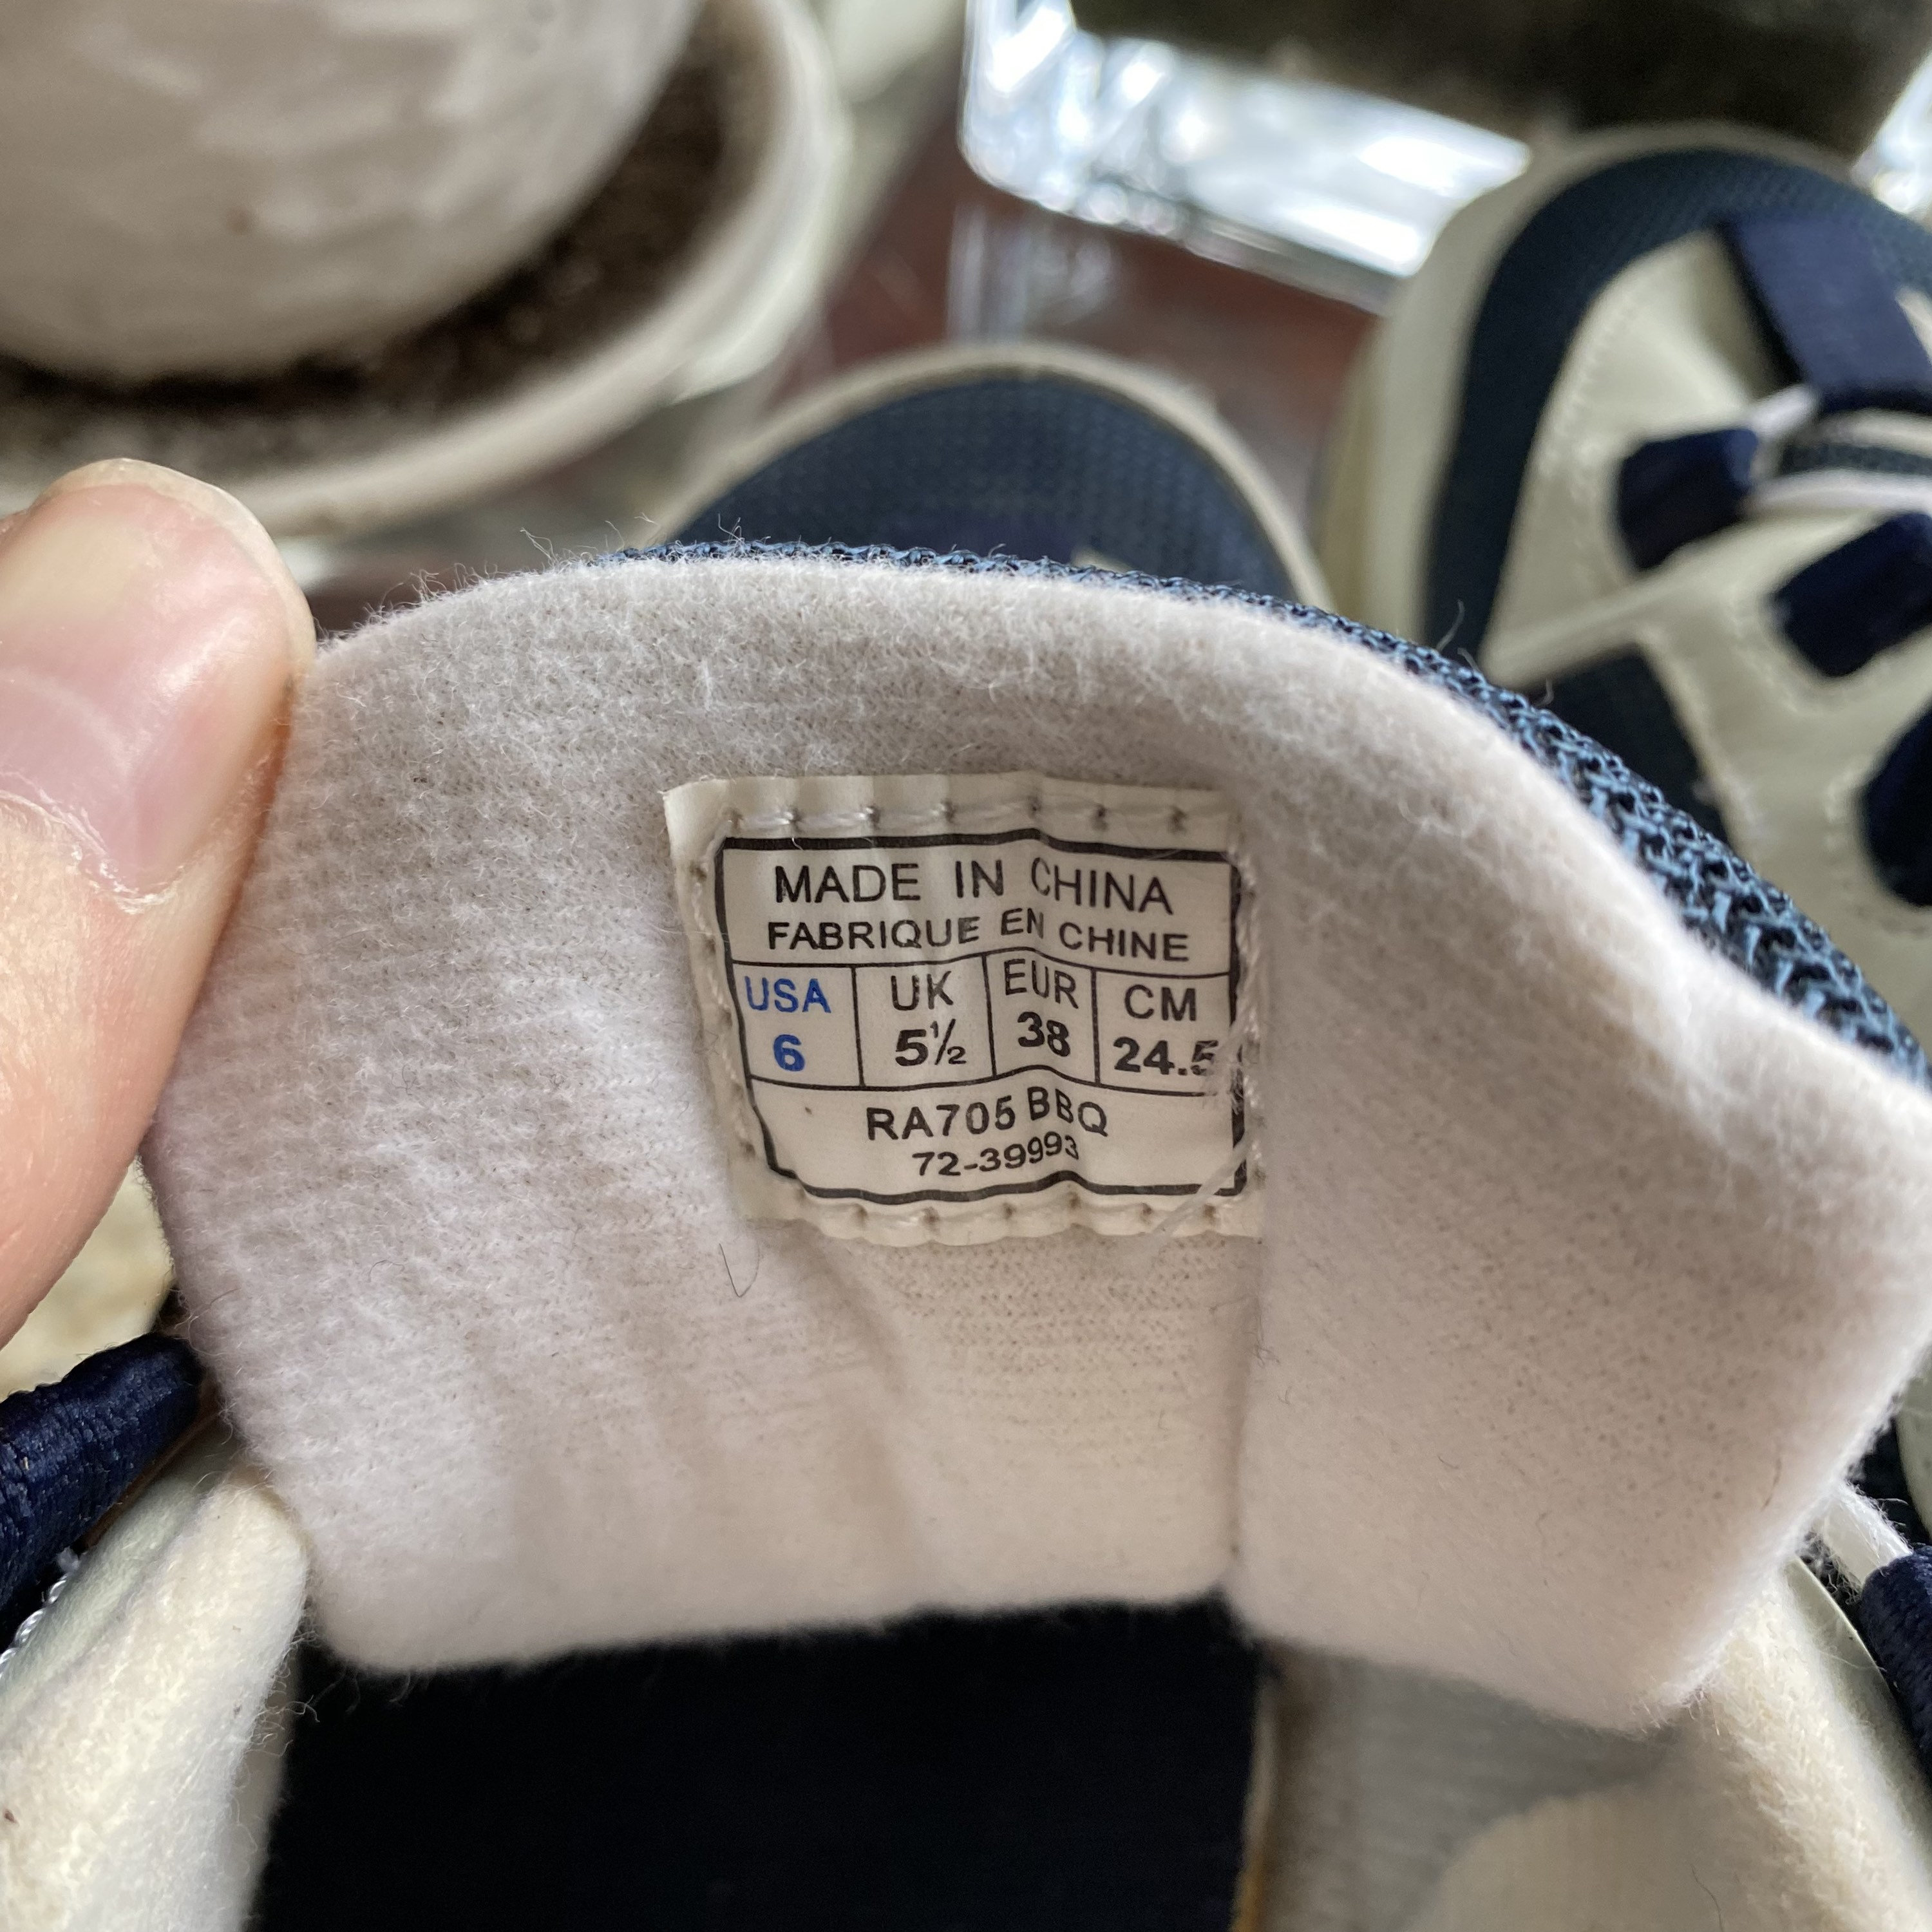 MADE IN CHINA
FABRIQUE EN CHINE
USA UK EUR CM
6 5½ 38 24.5
RA705 BBQ
72-39993